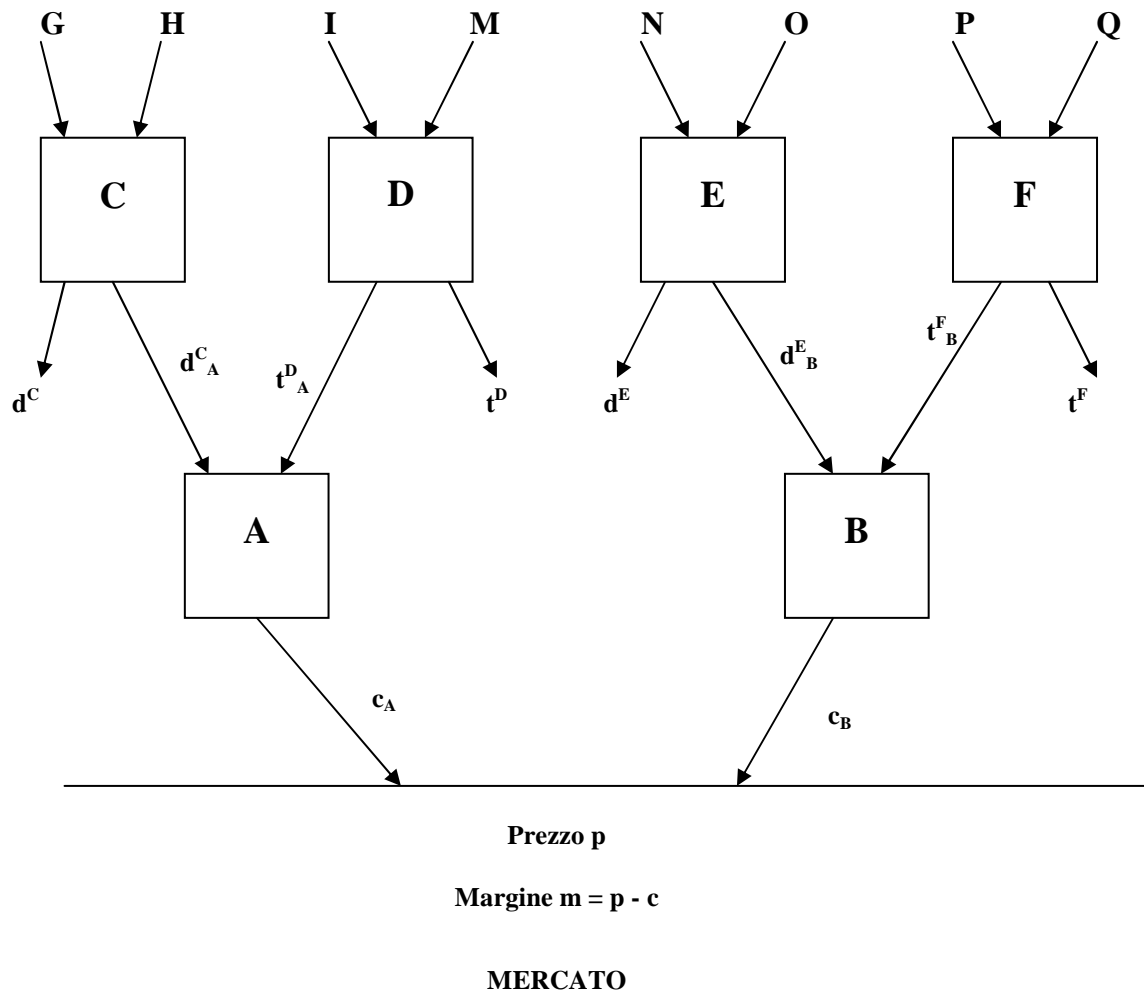 G H I M N O P Q
C D E F
d^C_A t^D_A d^E_B t^F_B
d^C t^D d^E t^F
A B
c_A c_B
Prezzo p
Margine m = p - c
MERCATO